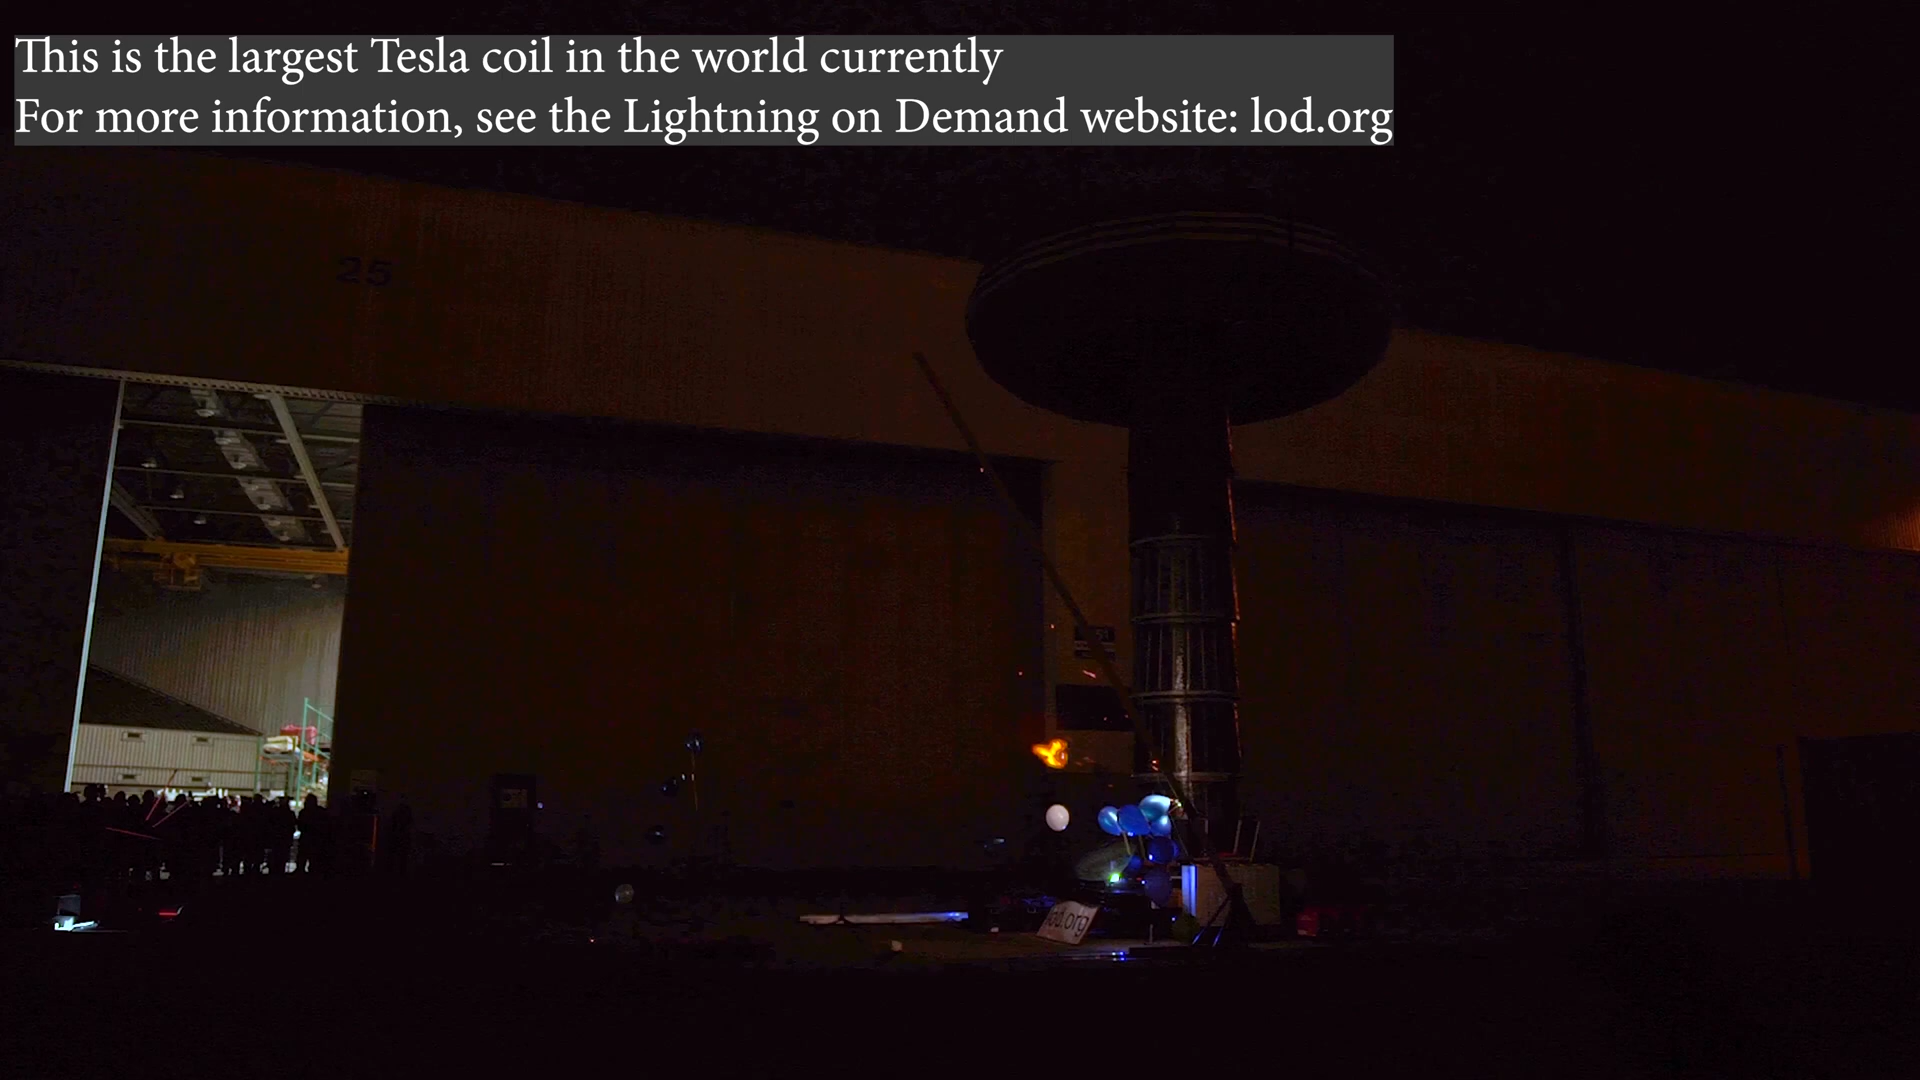 This is the largest Tesla coil in the world currently
For more information, see the Lightning on Demand website: lod.org
25
lod.org